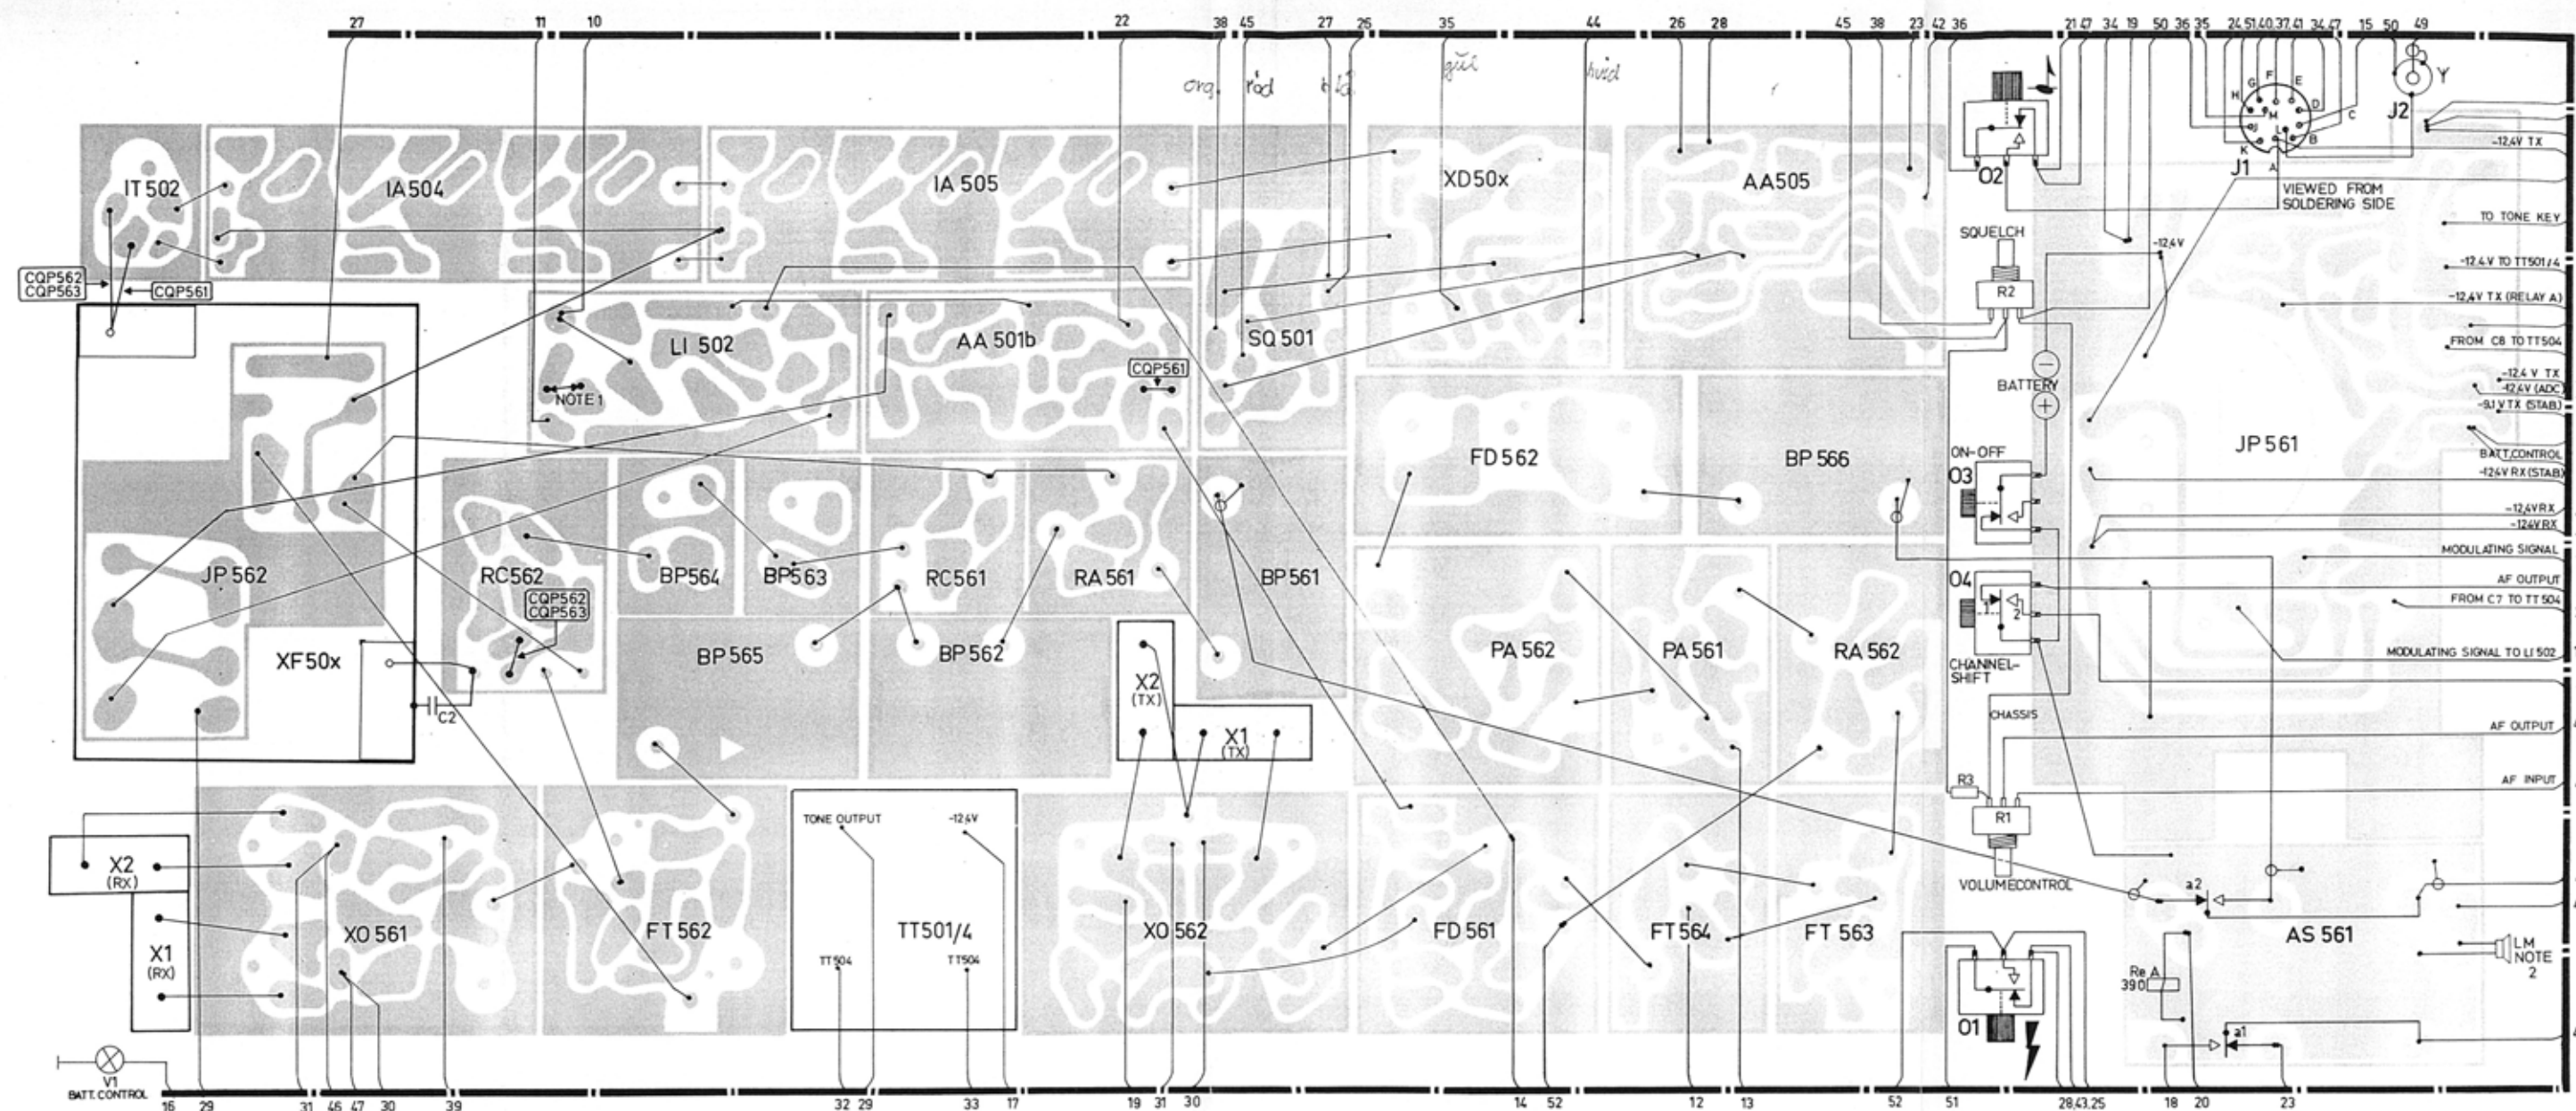 27 11 10 22 38 45 27 26 35 44 26 28 45 38 23 42 36 21 47 34 19 50 36 35 24 51,40,37,41 34,47 15 50 49
org. röd blå gul hvid
G F E
H D
M
J L C
K B
A
J1
J2
-12,4V TX
VIEWED FROM
SOLDERING SIDE
O2
IT 502
IA 504
IA 505
XD50x
AA505
TO TONE KEY
SQUELCH
-12,4V
-12.4 V TO TT501/4
CQP562
CQP563
CQP561
R2
-12,4V TX (RELAY A)
LI 502
AA 501b
SQ 501
FROM C8 TO TT504
CQP561
BATTERY
-12.4 V TX
-12,4V (ADC)
NOTE 1
-9,1 V TX (STAB)
JP 561
FD 562
BP 566
ON-OFF
O3
BATT.CONTROL
-12,4V RX (STAB)
-12,4V RX
-12,4V RX
MODULATING SIGNAL
JP 562
RC562
BP564
BP563
RC561
RA 561
BP 561
O4
1 2
AF OUTPUT
CQP562
CQP563
FROM C7 TO TT 504
XF50x
BP 565
BP 562
PA 562
PA 561
RA 562
MODULATING SIGNAL TO LI 502
CHANNEL-
SHIFT
X2
(TX)
C2
CHASSIS
X1
(TX)
AF OUTPUT
R3
AF INPUT
TONE OUTPUT
-12,4V
R1
X2
(RX)
VOLUMECONTROL
a2
XO 561
FT 562
TT501/4
XO 562
FD 561
FT 564
FT 563
AS 561
X1
(RX)
TT504
TT504
LM
NOTE
2
Re A
390
O1
a1
V1
BATT. CONTROL
16 29 31 46 47 30 39 32 29 33 17 19 31 30 14 52 12 13 52 51 28,43,25 18 20 23